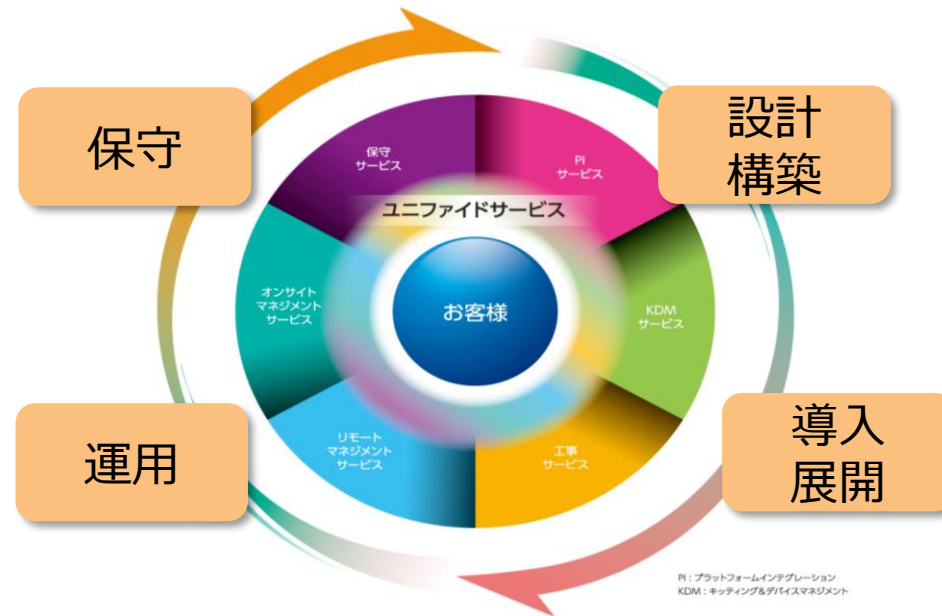 保守
設計
構築
保守
サービス
PI
サービス
ユニファイドサービス
オンサイト
マネジメント
サービス
お客様
KDM
サービス
運用
リモート
マネジメント
サービス
工事
サービス
導入
展開
PI：プラットフォームインテグレーション
KDM：キッティング&デバイスマネジメント